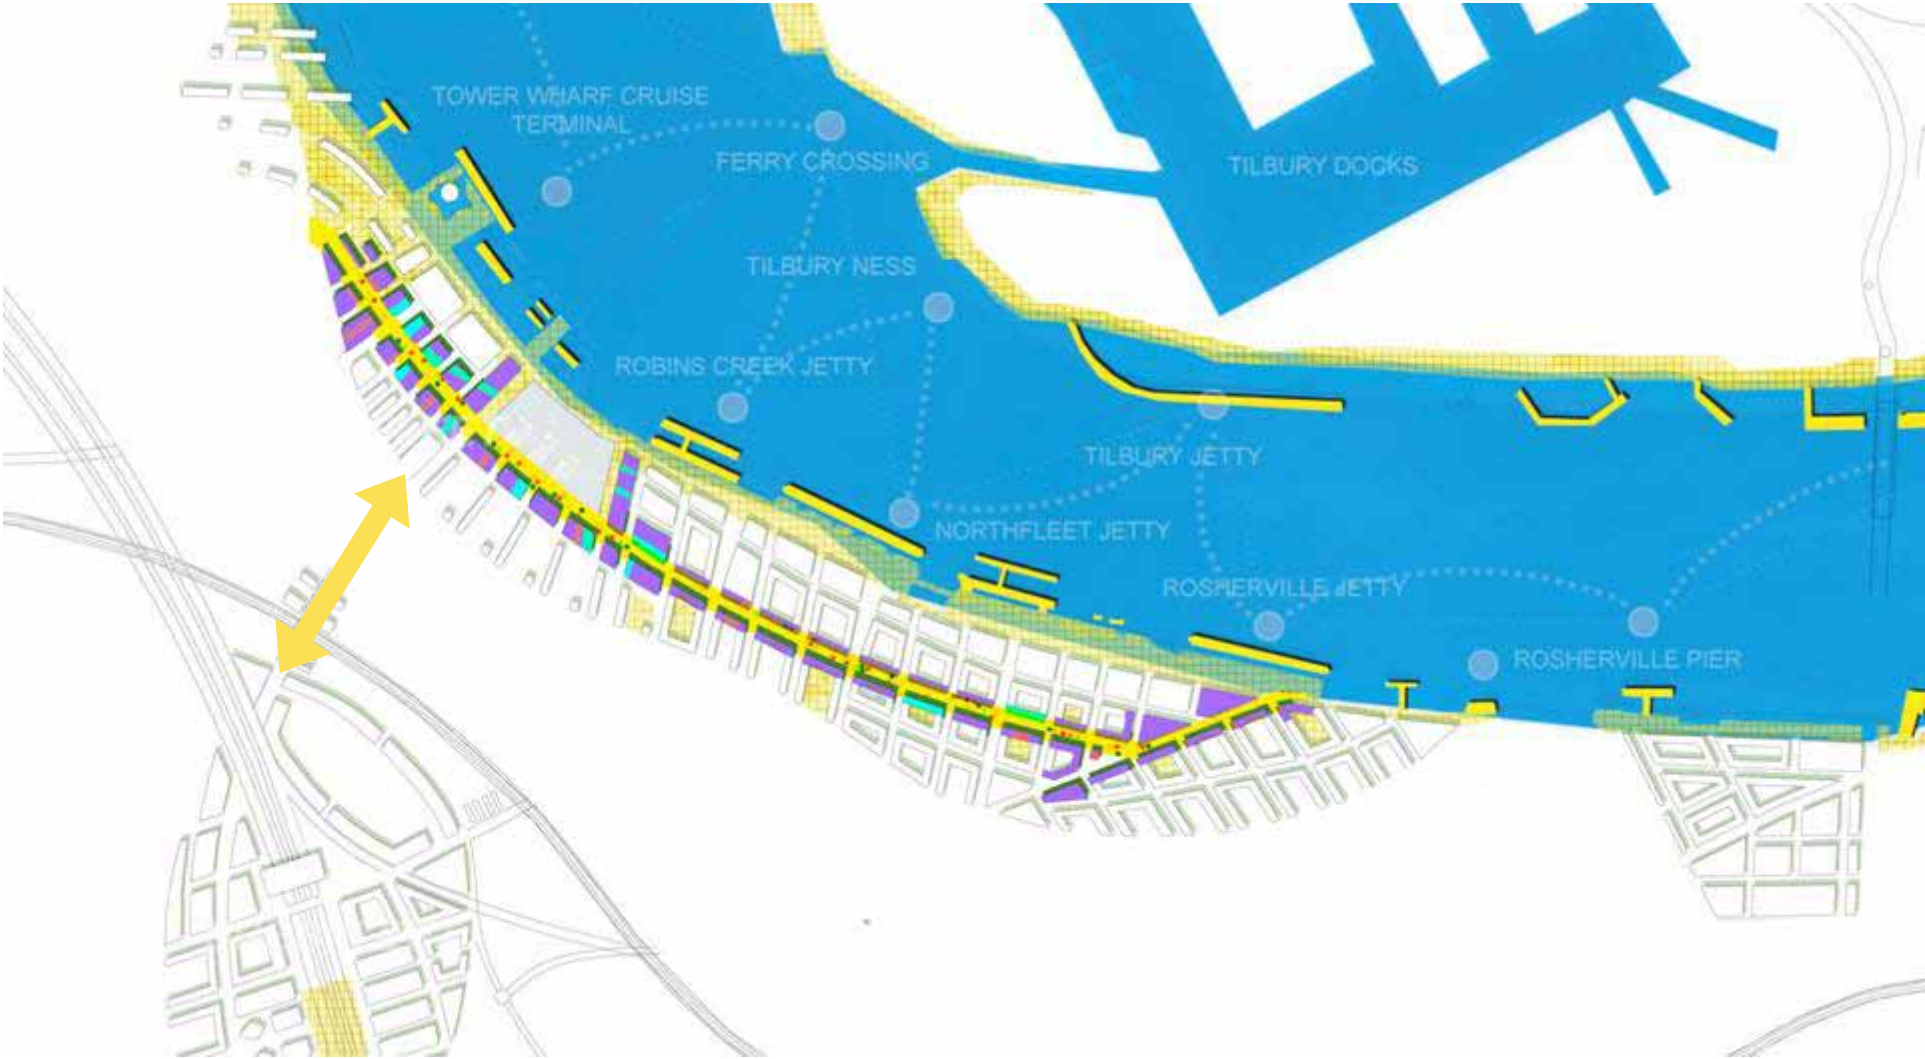 TOWER WHARF CRUISE
TERMINAL
FERRY CROSSING
TILBURY DOCKS
TILBURY NESS
ROBINS CREEK JETTY
TILBURY JETTY
NORTHFLEET JETTY
ROSHERVILLE JETTY
ROSHERVILLE PIER